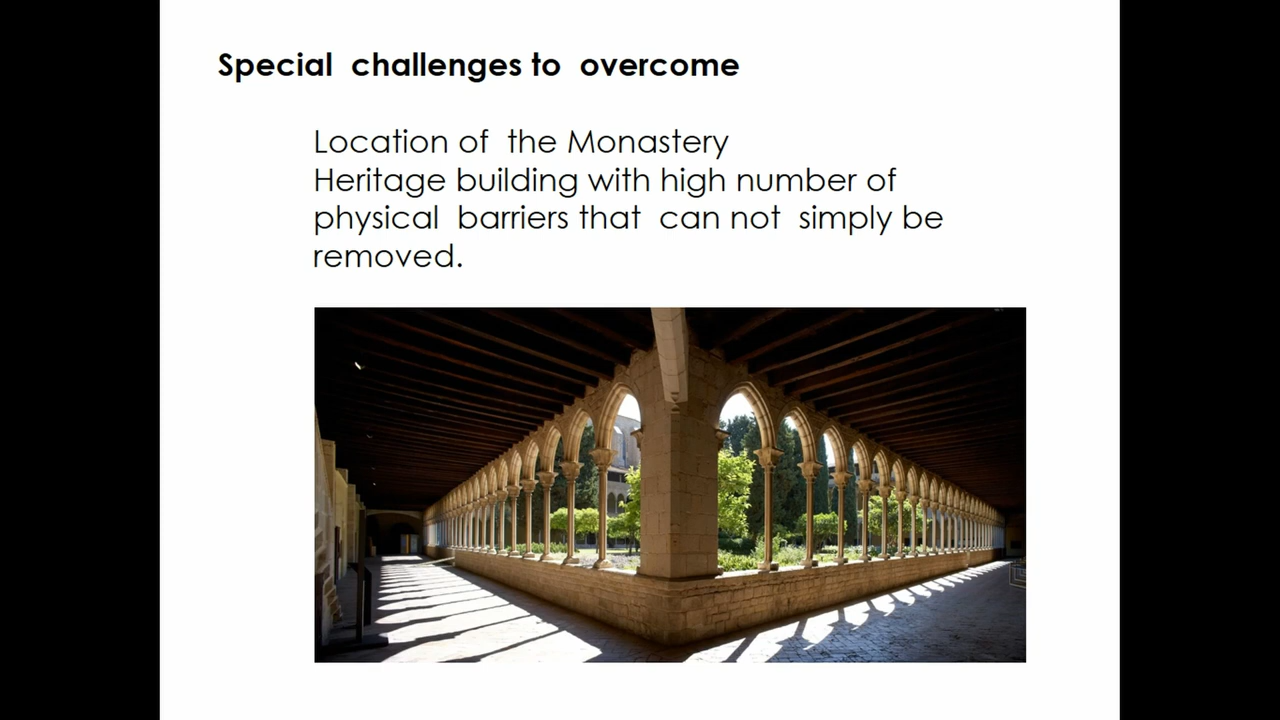 Special challenges to overcome
Location of the Monastery
Heritage building with high number of
physical barriers that can not simply be
removed.